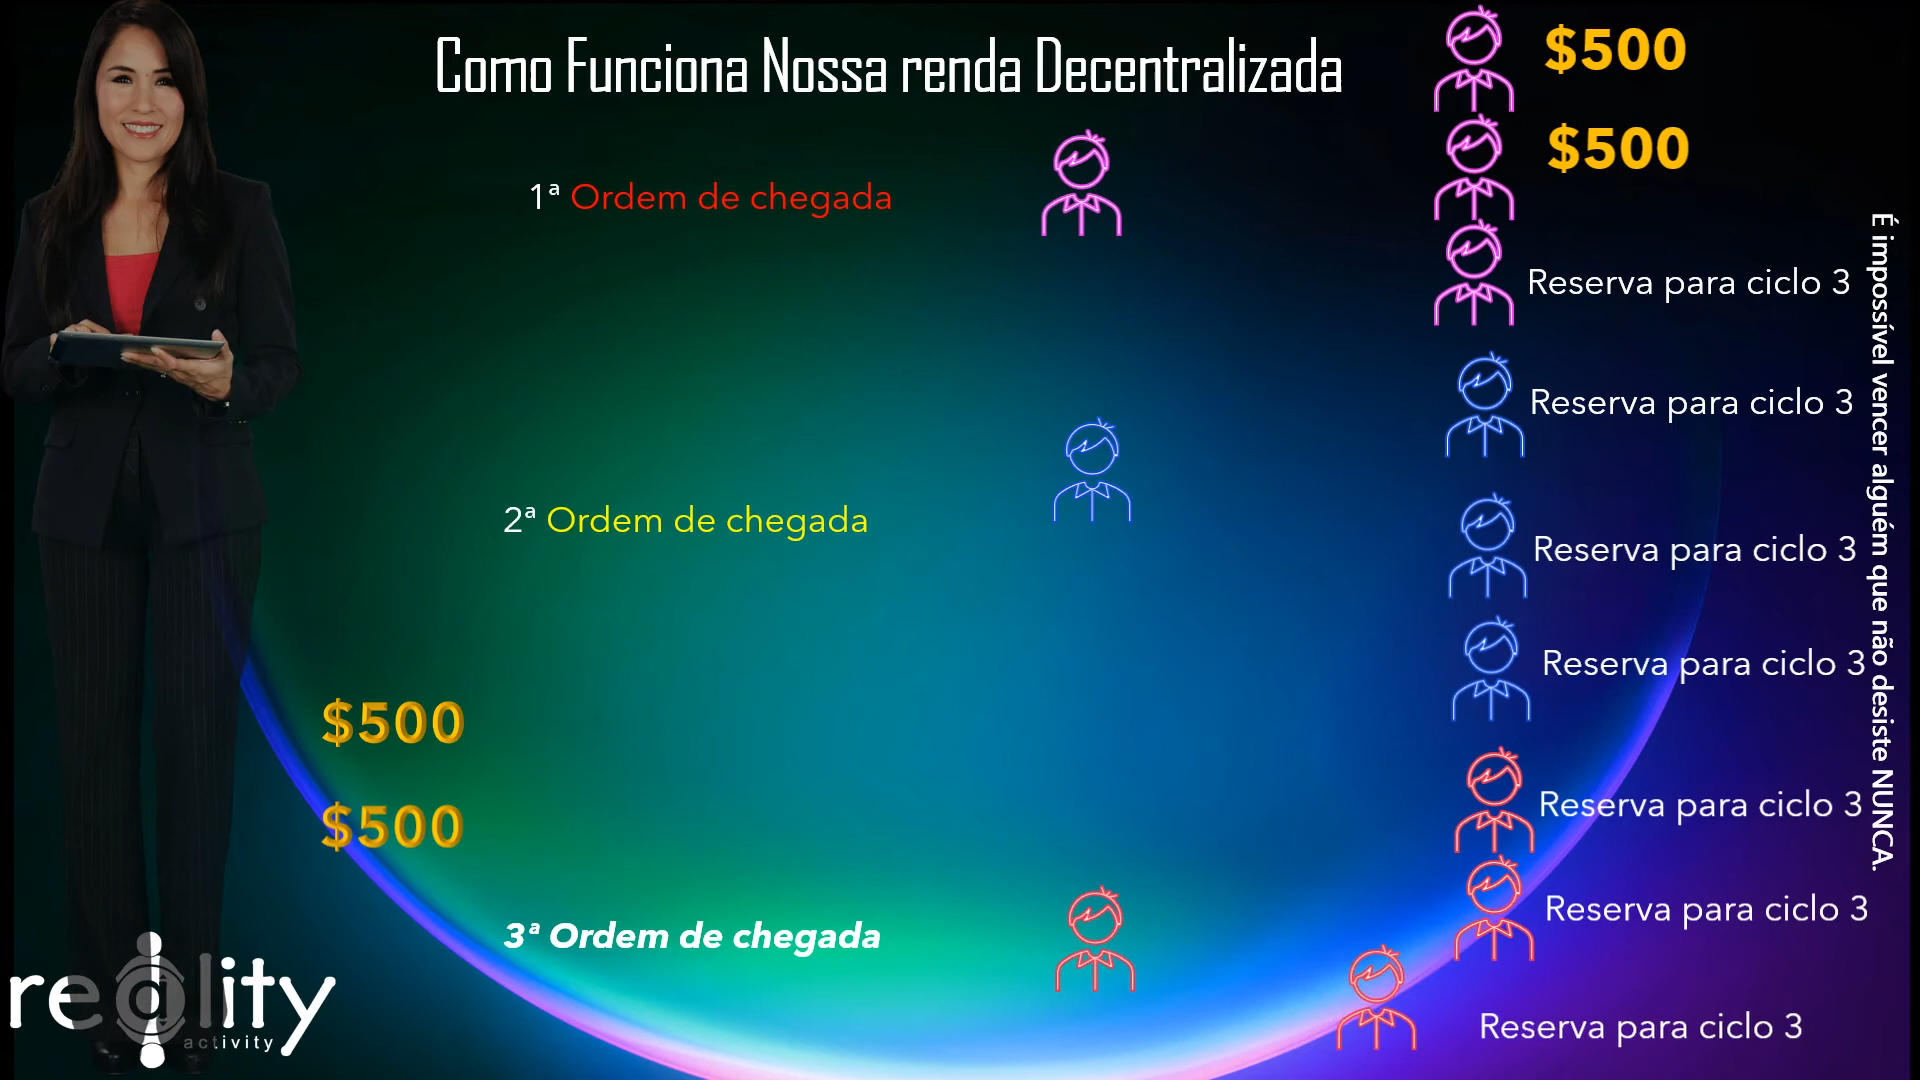 Como Funciona Nossa renda Decentralizada
$500
$500
1ª Ordem de chegada
Reserva para ciclo 3
Reserva para ciclo 3
2ª Ordem de chegada
Reserva para ciclo 3
Reserva para ciclo 3
$500
$500
Reserva para ciclo 3
Reserva para ciclo 3
3ª Ordem de chegada
Reserva para ciclo 3
É impossível vencer alguém que não desiste NUNCA.
reality
activity